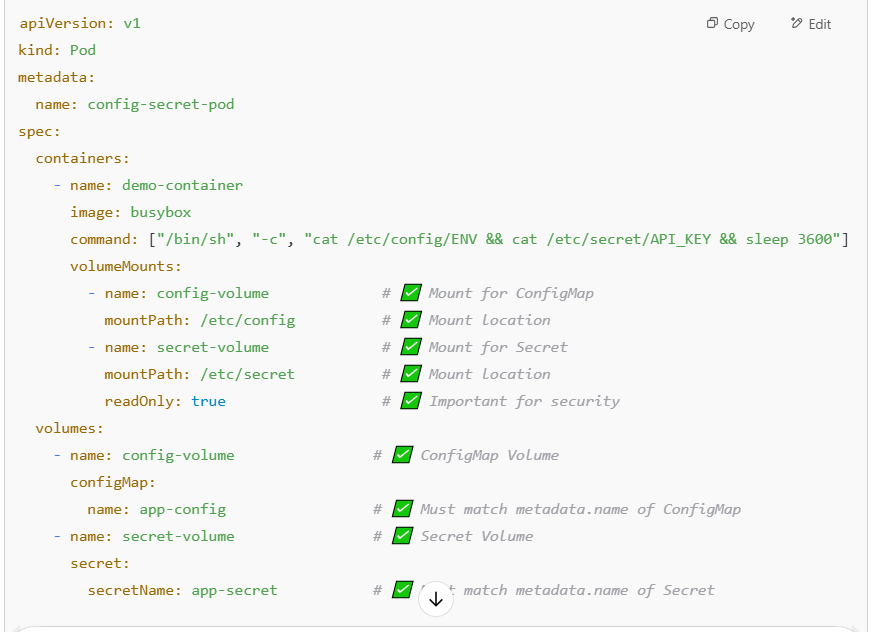 apiVersion: v1
Copy Edit
kind: Pod
metadata:
  name: config-secret-pod
spec:
  containers:
    - name: demo-container
      image: busybox
      command: ["/bin/sh", "-c", "cat /etc/config/ENV && cat /etc/secret/API_KEY && sleep 3600"]
      volumeMounts:
        - name: config-volume # ✅ Mount for ConfigMap
          mountPath: /etc/config # ✅ Mount location
        - name: secret-volume # ✅ Mount for Secret
          mountPath: /etc/secret # ✅ Mount location
          readOnly: true # ✅ Important for security
  volumes:
    - name: config-volume # ✅ ConfigMap Volume
      configMap:
        name: app-config # ✅ Must match metadata.name of ConfigMap
    - name: secret-volume # ✅ Secret Volume
      secret:
        secretName: app-secret # ✅ match metadata.name of Secret